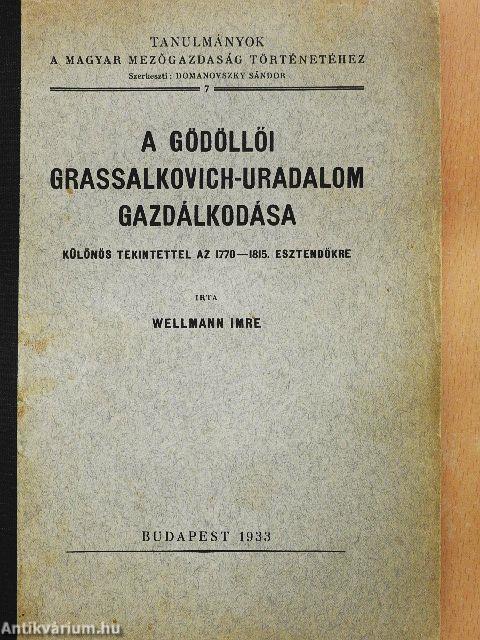 TANULMÁNYOK
A MAGYAR MEZŐGAZDASÁG TÖRTÉNETÉHEZ
Szerkeszti: DOMANOVSZKY SÁNDOR
7
A GÖDÖLLŐI
GRASSALKOVICH-URADALOM
GAZDÁLKODÁSA
KÜLÖNÖS TEKINTETTEL AZ 1770—1815. ESZTENDŐKRE
IRTA
WELLMANN IMRE
BUDAPEST 1933
Antikvárium.hu